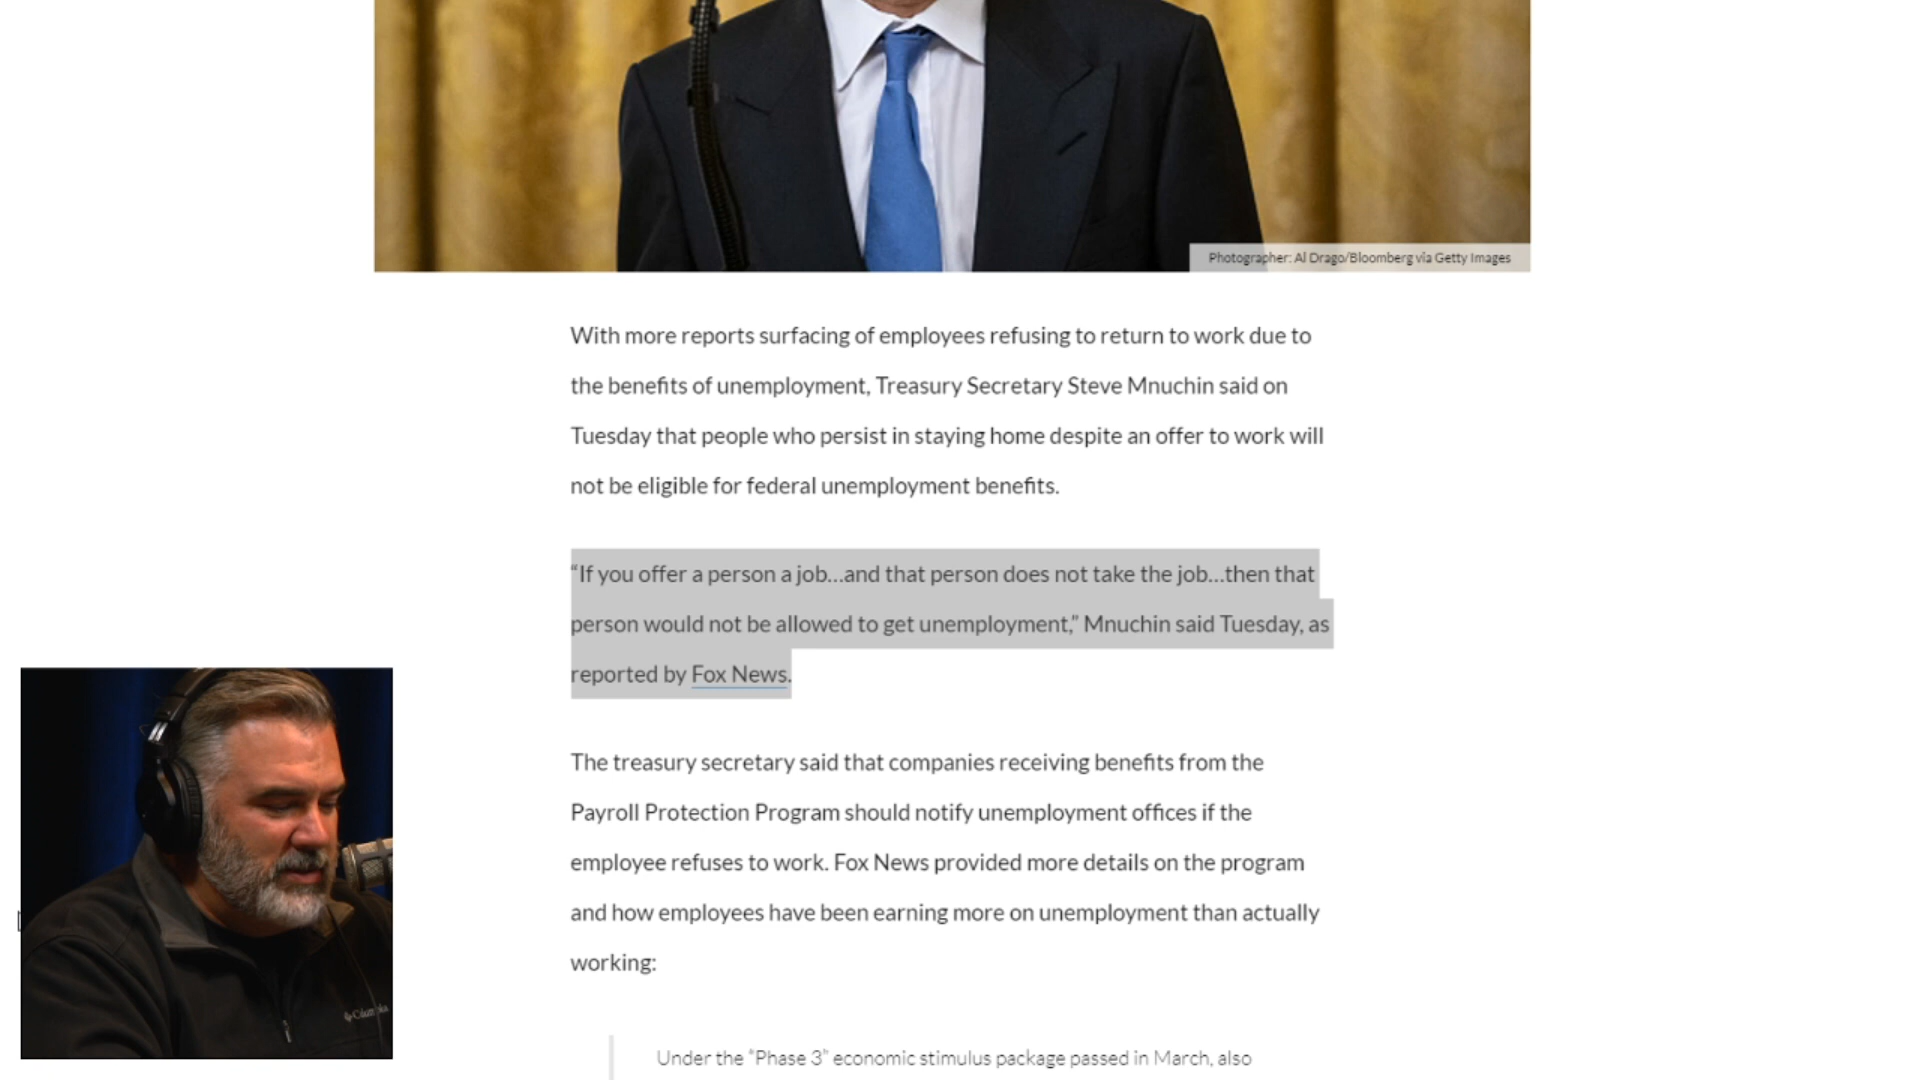 Photographer: Al Drago/Bloomberg via Getty Images
With more reports surfacing of employees refusing to return to work due to
the benefits of unemployment, Treasury Secretary Steve Mnuchin said on
Tuesday that people who persist in staying home despite an offer to work will
not be eligible for federal unemployment benefits.
“If you offer a person a job…and that person does not take the job…then that
person would not be allowed to get unemployment,” Mnuchin said Tuesday, as
reported by Fox News.
The treasury secretary said that companies receiving benefits from the
Payroll Protection Program should notify unemployment offices if the
employee refuses to work. Fox News provided more details on the program
and how employees have been earning more on unemployment than actually
working:
Under the “Phase 3” economic stimulus package passed in March, also